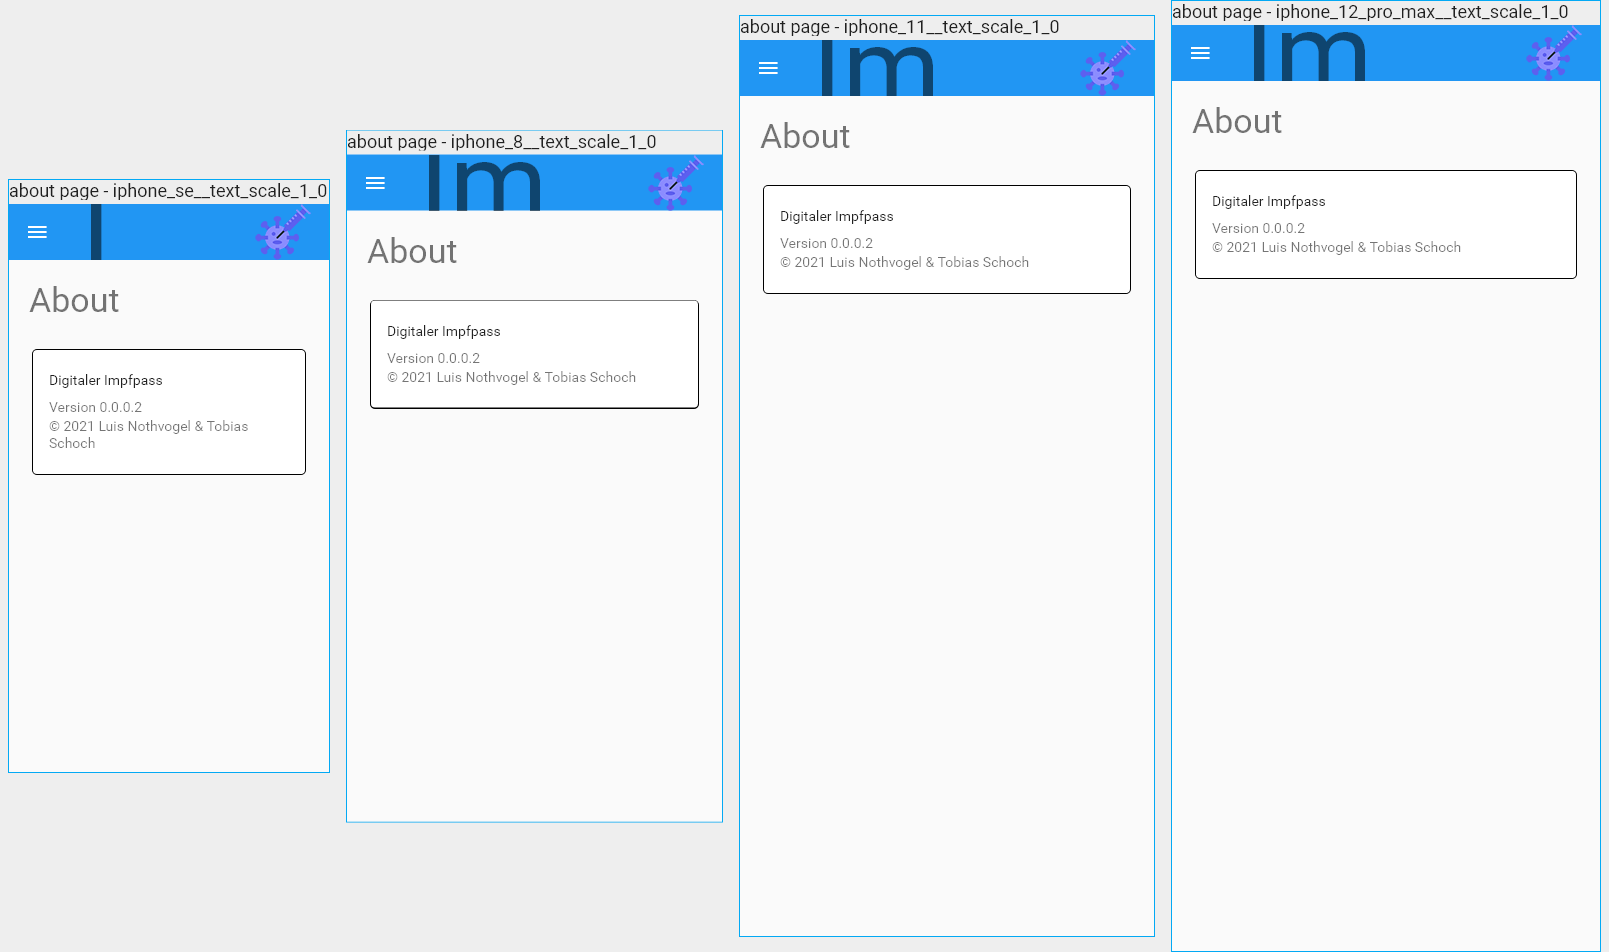 about page - iphone_se__text_scale_1_0
I
About
Digitaler Impfpass
Version 0.0.0.2
© 2021 Luis Nothvogel & Tobias
Schoch
about page - iphone_8__text_scale_1_0
Im
About
Digitaler Impfpass
Version 0.0.0.2
© 2021 Luis Nothvogel & Tobias Schoch
about page - iphone_11__text_scale_1_0
Im
About
Digitaler Impfpass
Version 0.0.0.2
© 2021 Luis Nothvogel & Tobias Schoch
about page - iphone_12_pro_max__text_scale_1_0
Im
About
Digitaler Impfpass
Version 0.0.0.2
© 2021 Luis Nothvogel & Tobias Schoch